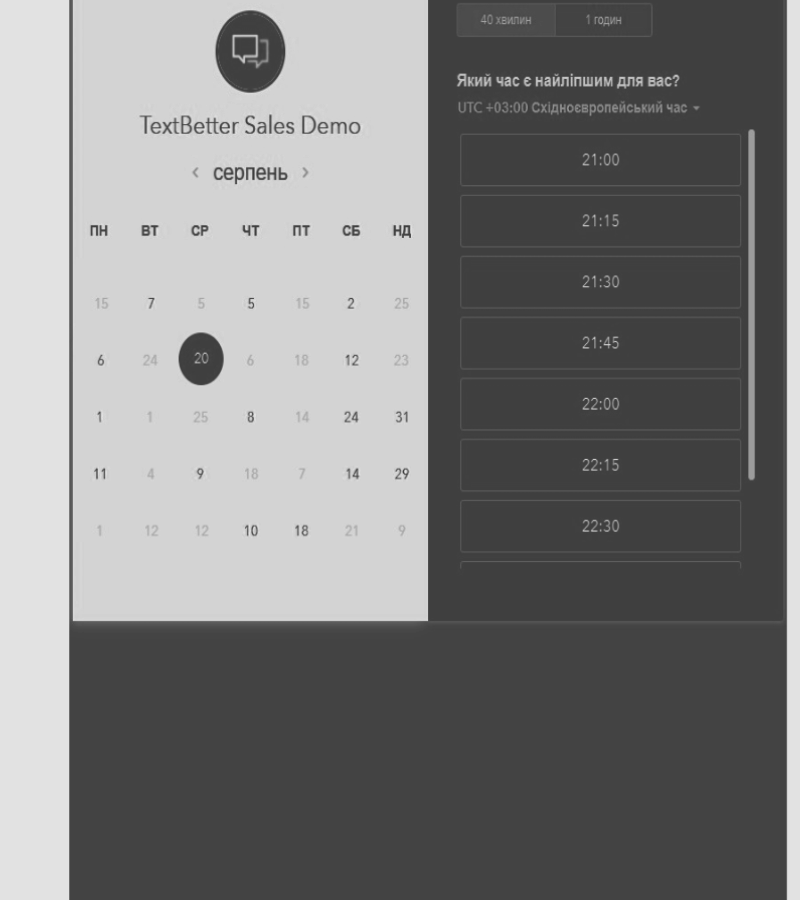 TextBetter Sales Demo
‹ серпень ›
ПН ВТ СР ЧТ ПТ СБ НД
15 7 5 5 15 2 25
6 24 20 6 18 12 23
1 1 25 8 14 24 31
11 4 9 18 7 14 29
1 12 12 10 18 21 9
40 хвилин 1 годин
Який час є найліпшим для вас?
UTC +03:00 Східноєвропейський час
21:00
21:15
21:30
21:45
22:00
22:15
22:30